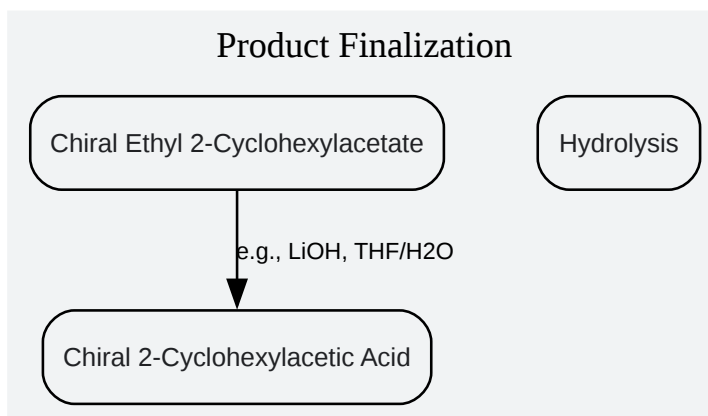 Product Finalization
Chiral Ethyl 2-Cyclohexylacetate
Hydrolysis
e.g., LiOH, THF/H2O
Chiral 2-Cyclohexylacetic Acid